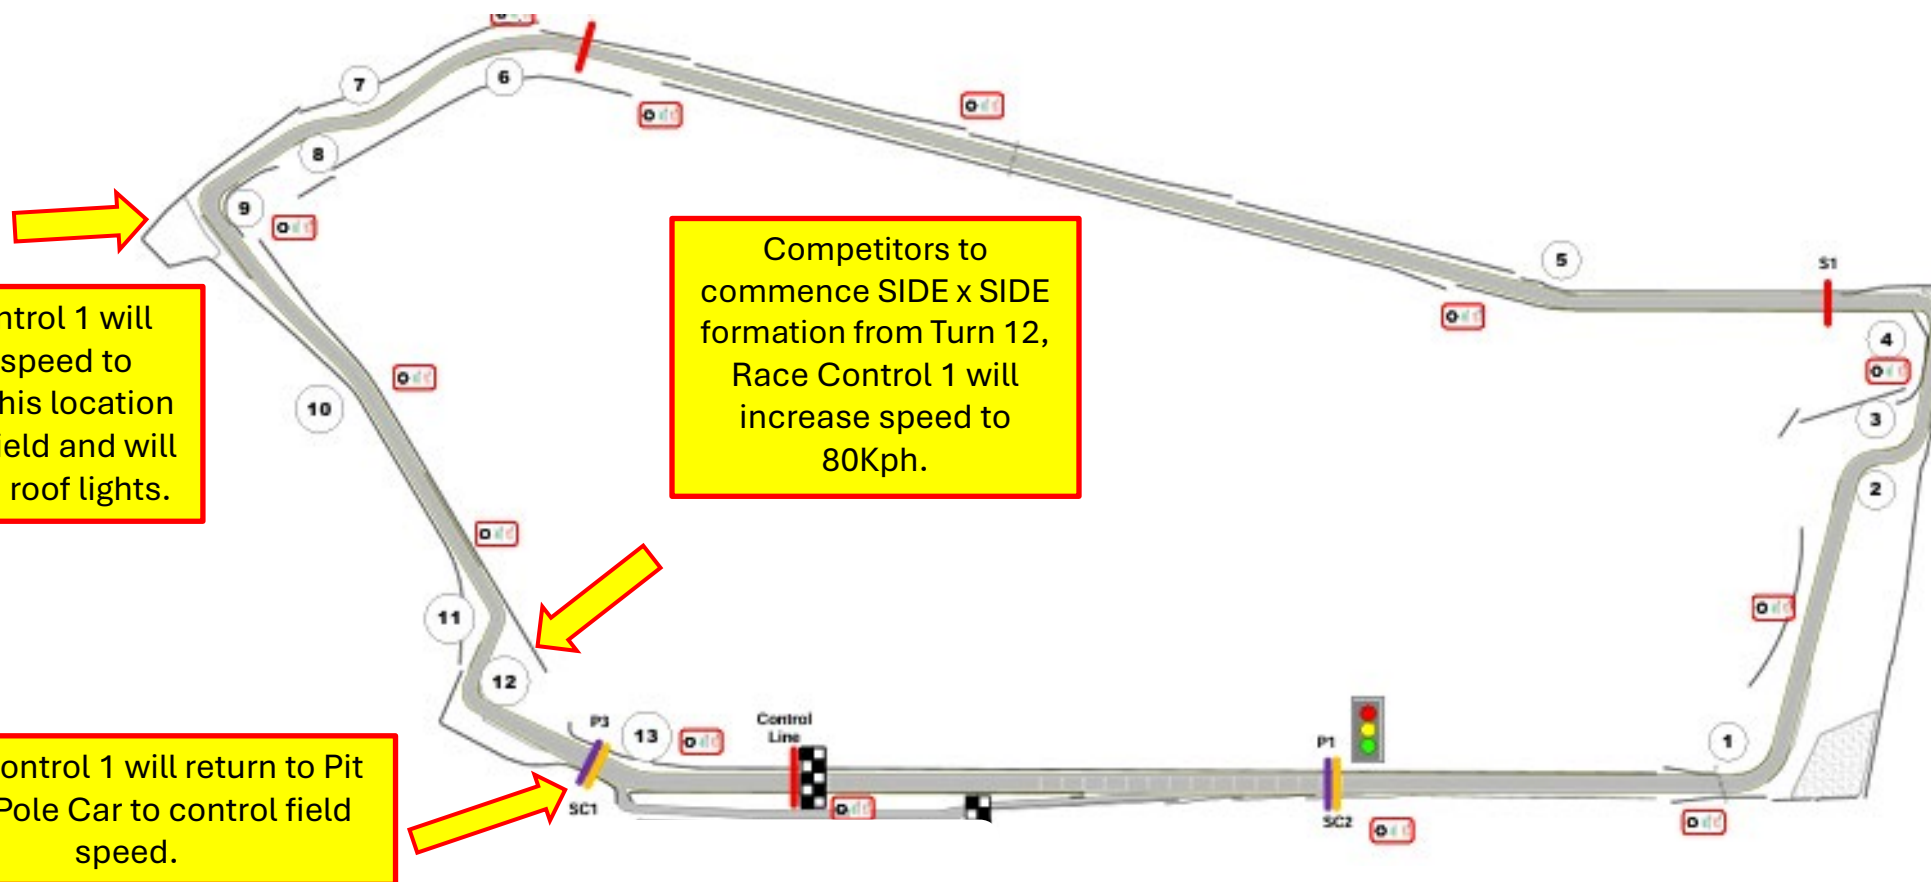 7
6
8
9
5
S1
4
3
2
10
11
12
13
1
Competitors to
commence SIDE x SIDE
formation from Turn 12,
Race Control 1 will
increase speed to
80Kph.
ntrol 1 will
speed to
his location
ield and will
roof lights.
P3
SC1
Control
Line
P1
SC2
ontrol 1 will return to Pit
Pole Car to control field
speed.